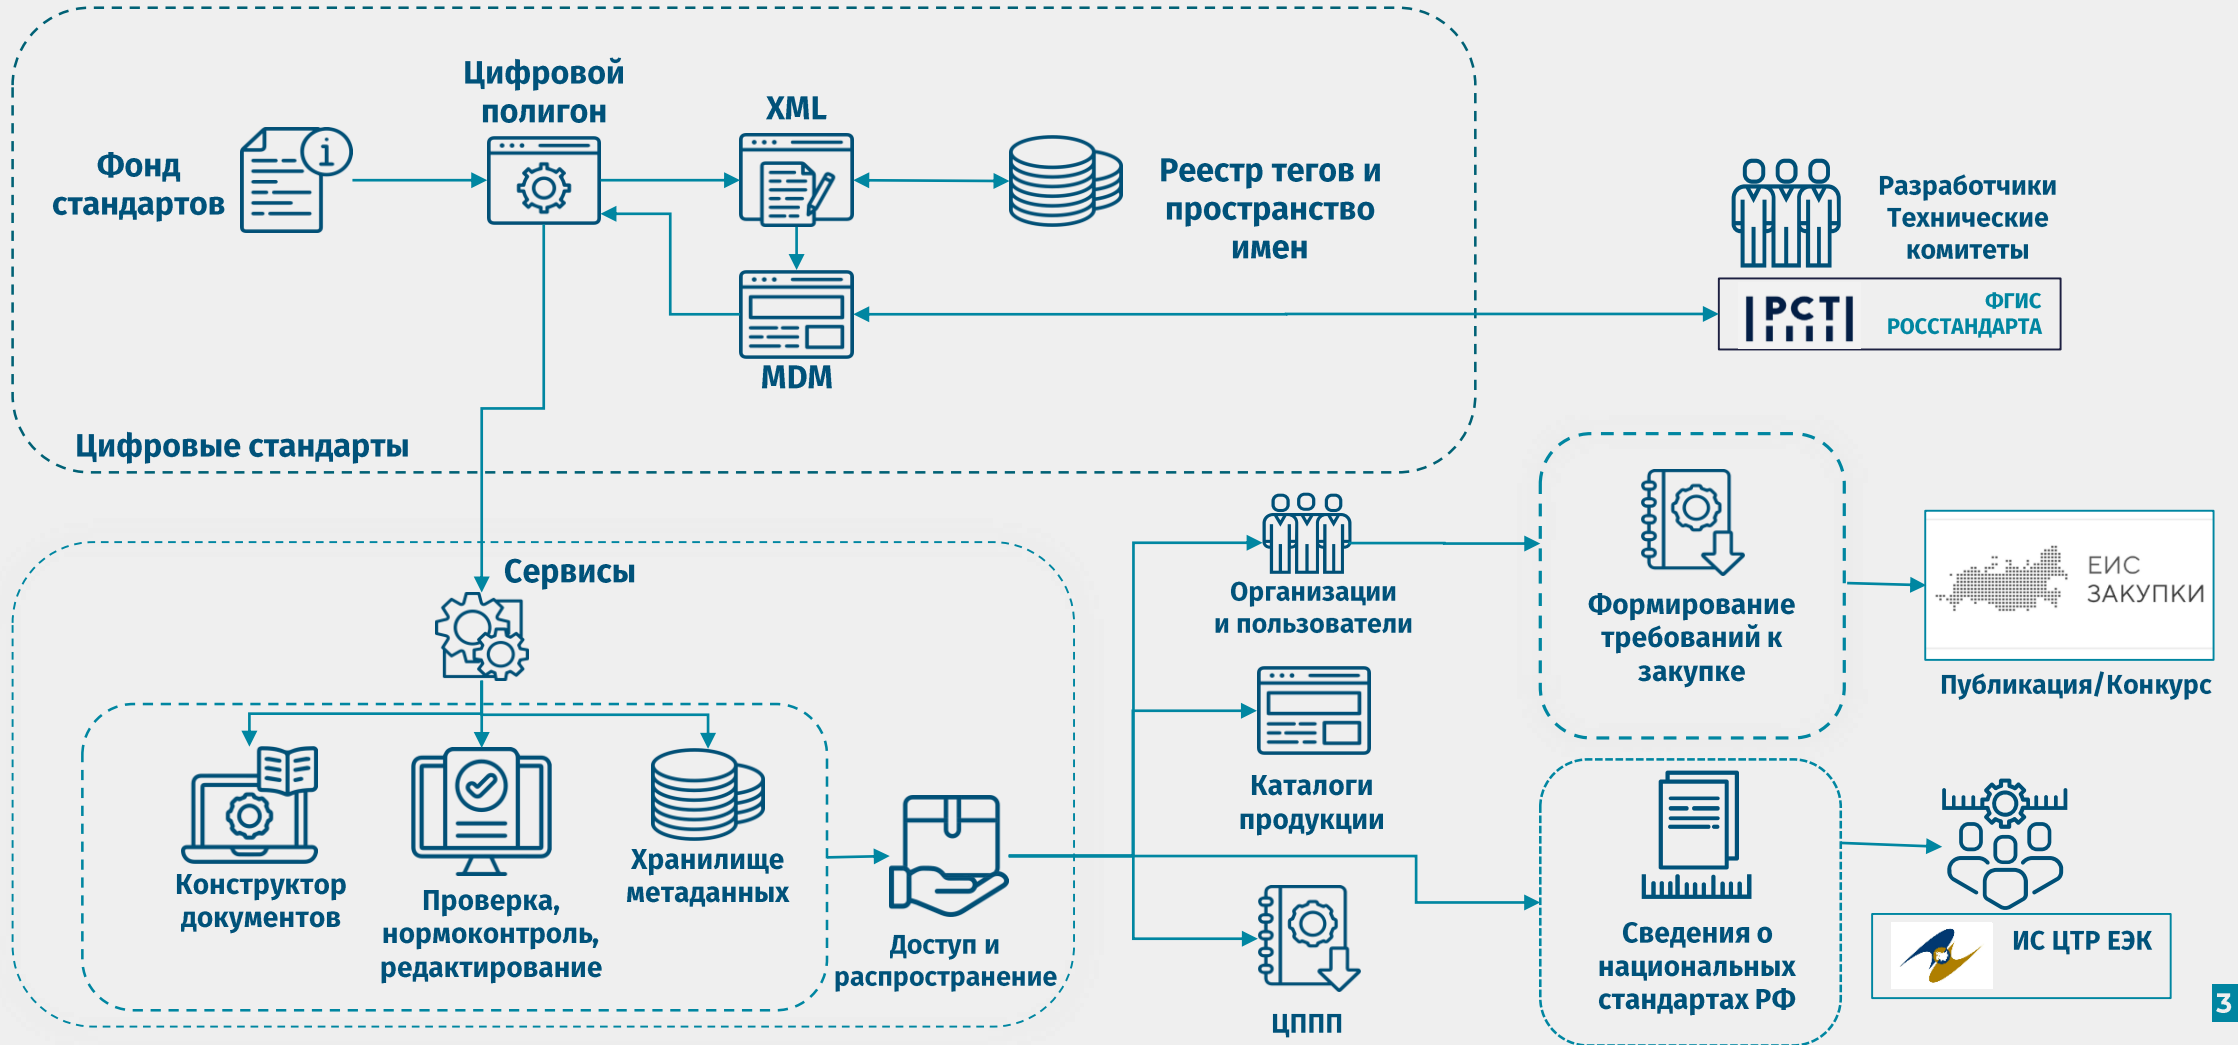 Цифровой
полигон
XML
Фонд
стандартов
Реестр тегов и
пространство
имен
MDM
Цифровые стандарты
Разработчики
Технические
комитеты
РСТ
ФГИС
РОССТАНДАРТА
Сервисы
Конструктор
документов
Проверка,
нормоконтроль,
редактирование
Хранилище
метаданных
Доступ и
распространение
Организации
и пользователи
Каталоги
продукции
ЦППП
Формирование
требований к
закупке
ЕИС
ЗАКУПКИ
Публикация/Конкурс
Сведения о
национальных
стандартах РФ
ИС ЦТР ЕЭК
3